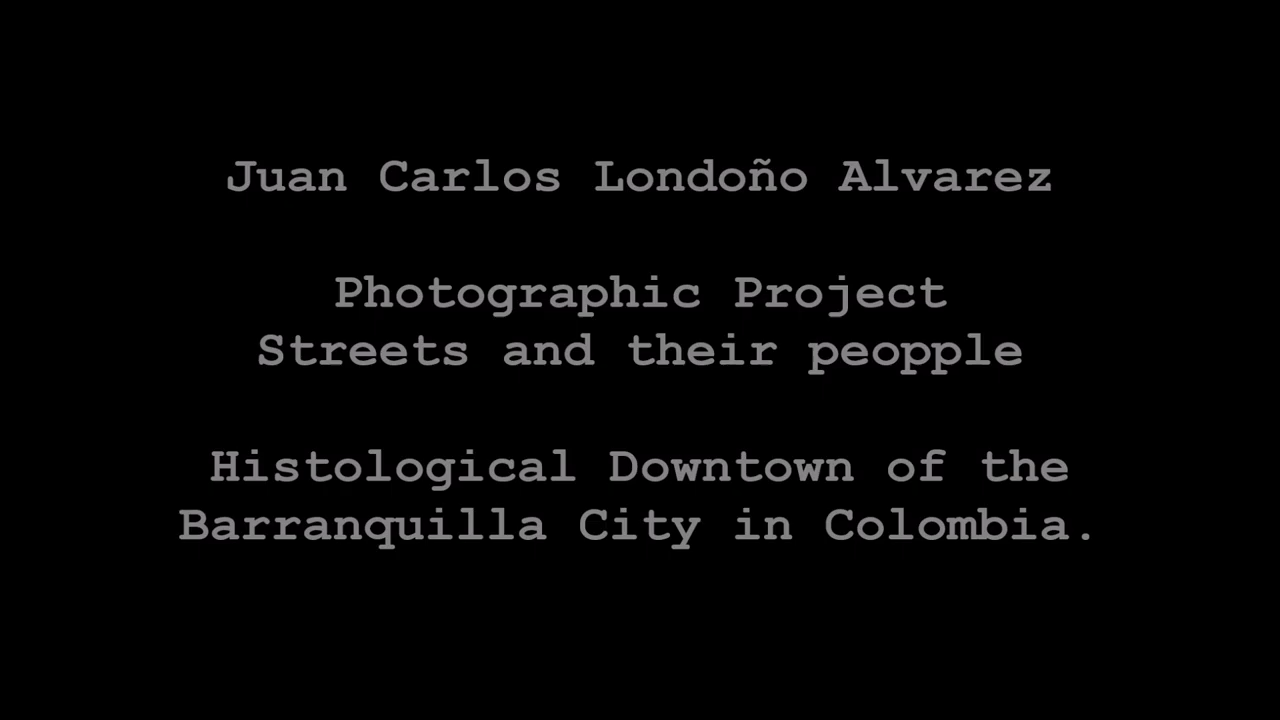 Juan Carlos Londoño Alvarez
Photographic Project
Streets and their peopple
Histological Downtown of the
Barranquilla City in Colombia.